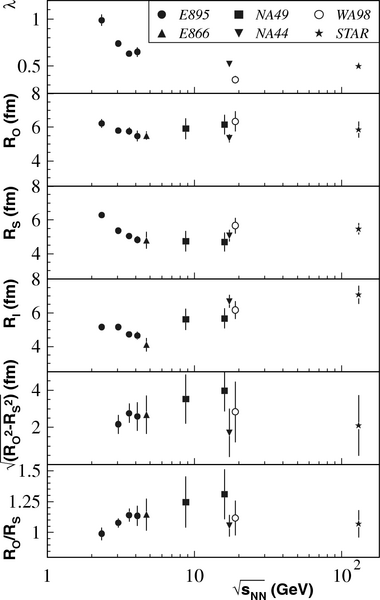 λ
E895 NA49 WA98
E866 NA44 STAR
1
0.5
8
R_O (fm)
6
4
8
R_S (fm)
6
4
8
R_l (fm)
6
4
√(R_O²-R_S²) (fm)
4
2
R_O/R_S
1.5
1.25
1
1 10 10²
√s_NN (GeV)